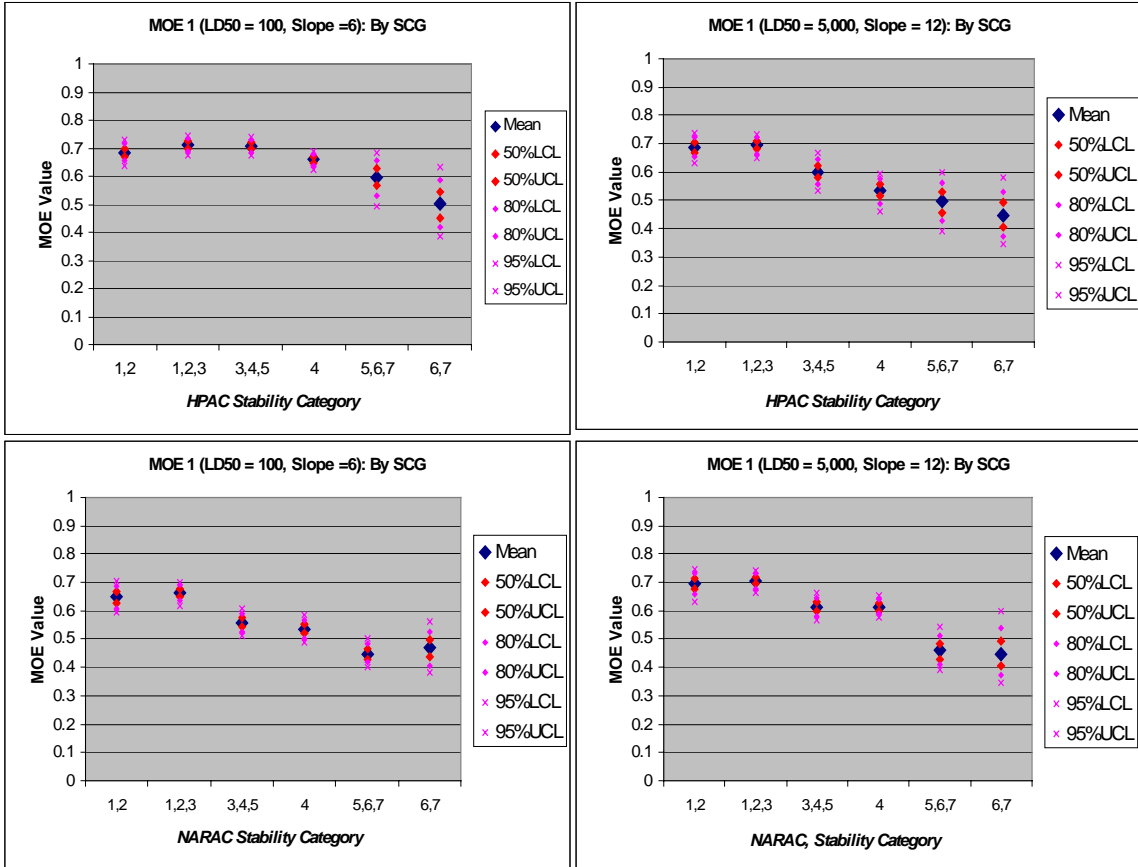 MOE 1 (LD50 = 100, Slope =6): By SCG
MOE Value
1
0.9
0.8
0.7
0.6
0.5
0.4
0.3
0.2
0.1
0
1,2 1,2,3 3,4,5 4 5,6,7 6,7
HPAC Stability Category
Mean
50%LCL
50%UCL
80%LCL
80%UCL
95%LCL
95%UCL
MOE 1 (LD50 = 5,000, Slope = 12): By SCG
MOE Value
1
0.9
0.8
0.7
0.6
0.5
0.4
0.3
0.2
0.1
0
1,2 1,2,3 3,4,5 4 5,6,7 6,7
HPAC Stability Category
Mean
50%LCL
50%UCL
80%LCL
80%UCL
95%LCL
95%UCL
MOE 1 (LD50 = 100, Slope =6): By SCG
MOE Value
1
0.9
0.8
0.7
0.6
0.5
0.4
0.3
0.2
0.1
0
1,2 1,2,3 3,4,5 4 5,6,7 6,7
NARAC Stability Category
Mean
50%LCL
50%UCL
80%LCL
80%UCL
95%LCL
95%UCL
MOE 1 (LD50 = 5,000, Slope = 12): By SCG
MOE Value
1
0.9
0.8
0.7
0.6
0.5
0.4
0.3
0.2
0.1
0
1,2 1,2,3 3,4,5 4 5,6,7 6,7
NARAC, Stability Category
Mean
50%LCL
50%UCL
80%LCL
80%UCL
95%LCL
95%UCL